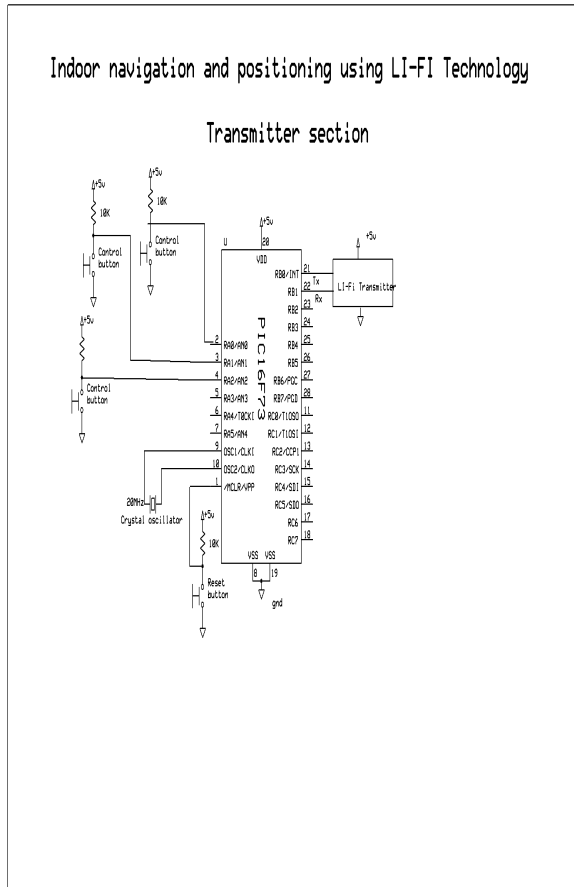 Indoor navigation and positioning using LI-FI Technology
Transmitter section
+5v
10K
Control
button
+5v
10K
Control
button
+5v
Control
button
+5v
20
U
VDD
PIC16F73
2 RA0/AN0
3 RA1/AN1
4 RA2/AN2
5 RA3/AN3
6 RA4/T0CKI
7 RA5/AN4
9 OSC1/CLKI
10 OSC2/CLKO
1 /MCLR/VPP
RB0/INT 21
RB1 22
RB2 23
RB3 24
RB4 25
RB5 26
RB6/PGC 27
RB7/PGD 28
RC0/T1OSO 11
RC1/T1OSI 12
RC2/CCP1 13
RC3/SCK 14
RC4/SDI 15
RC5/SDO 16
RC6 17
RC7 18
VSS VSS
8 19
gnd
Tx
Rx
+5v
LI-Fi Transmitter
20MHz
Crystal oscillator
+5v
10K
Reset
button